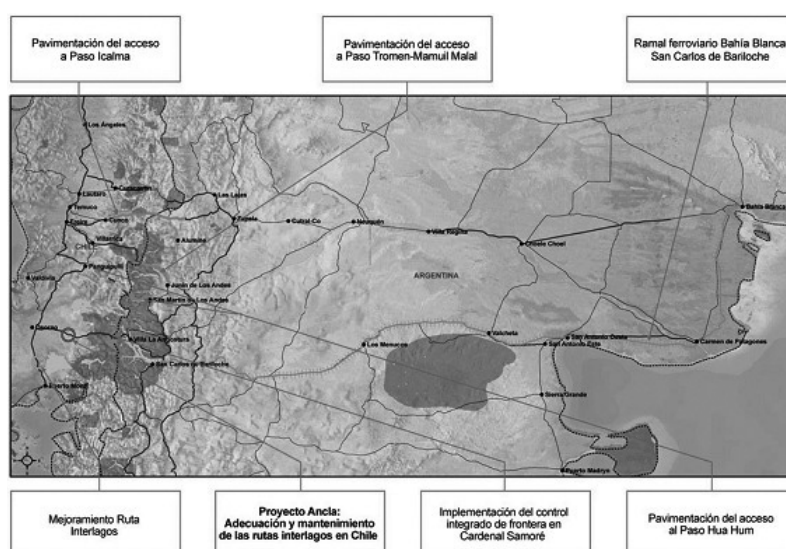 Pavimentación del acceso
a Paso Icalma
Pavimentación del acceso
a Paso Tromen-Mamuil Malal
Ramal ferroviario Bahía Blanca
San Carlos de Bariloche
Los Ángeles
Curacautín
Lautaro
Temuco
Freire
Cunco
Villarrica
CHILE
Panguipulli
Valdivia
Osorno
Puerto Montt
Las Lajas
Zapala
Aluminé
Junín de Los Andes
San Martín de Los Andes
Villa La Angostura
San Carlos de Bariloche
Cutral-Co
Neuquén
Villa Regina
Choele Choel
Bahía Blanca
ARGENTINA
Los Menucos
Valcheta
San Antonio Oeste
San Antonio Este
Carmen de Patagones
Sierra Grande
Puerto Madryn
Mejoramiento Ruta
Interlagos
Proyecto Ancla:
Adecuación y mantenimiento
de las rutas interlagos en Chile
Implementación del control
integrado de frontera en
Cardenal Samoré
Pavimentación del acceso
al Paso Hua Hum